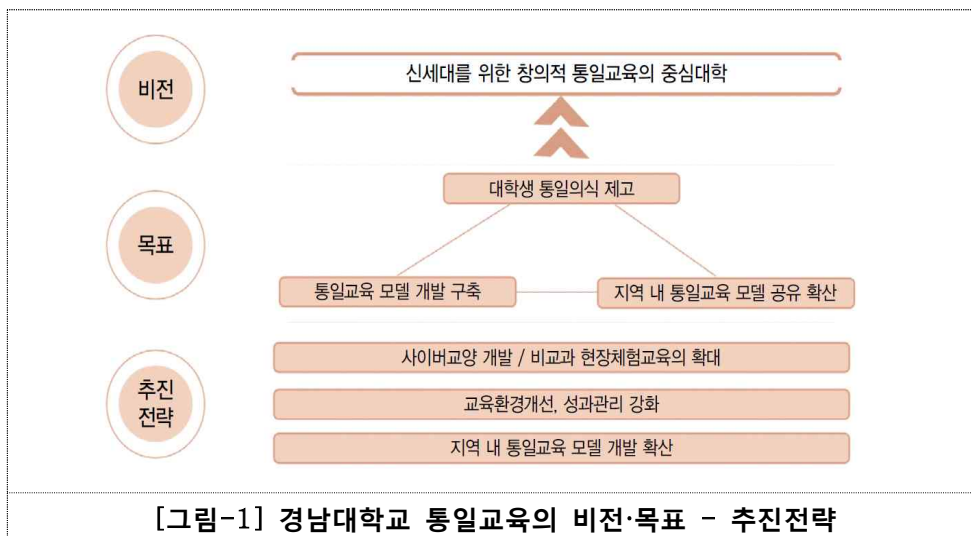 비전
신세대를 위한 창의적 통일교육의 중심대학
목표
대학생 통일의식 제고
통일교육 모델 개발 구축
지역 내 통일교육 모델 공유 확산
추진
전략
사이버교양 개발 / 비교과 현장체험교육의 확대
교육환경개선, 성과관리 강화
지역 내 통일교육 모델 개발 확산
[그림-1] 경남대학교 통일교육의 비전·목표 - 추진전략